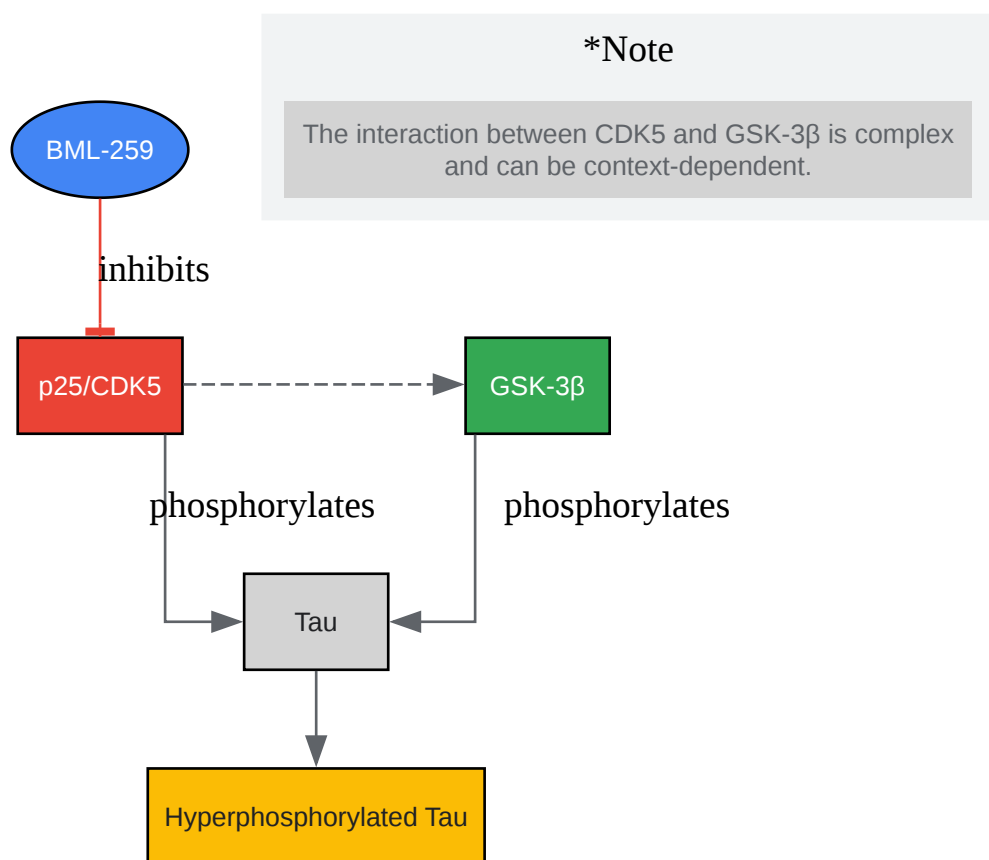 *Note
The interaction between CDK5 and GSK-3β is complex
and can be context-dependent.
BML-259
inhibits
p25/CDK5
GSK-3β
phosphorylates
phosphorylates
Tau
Hyperphosphorylated Tau